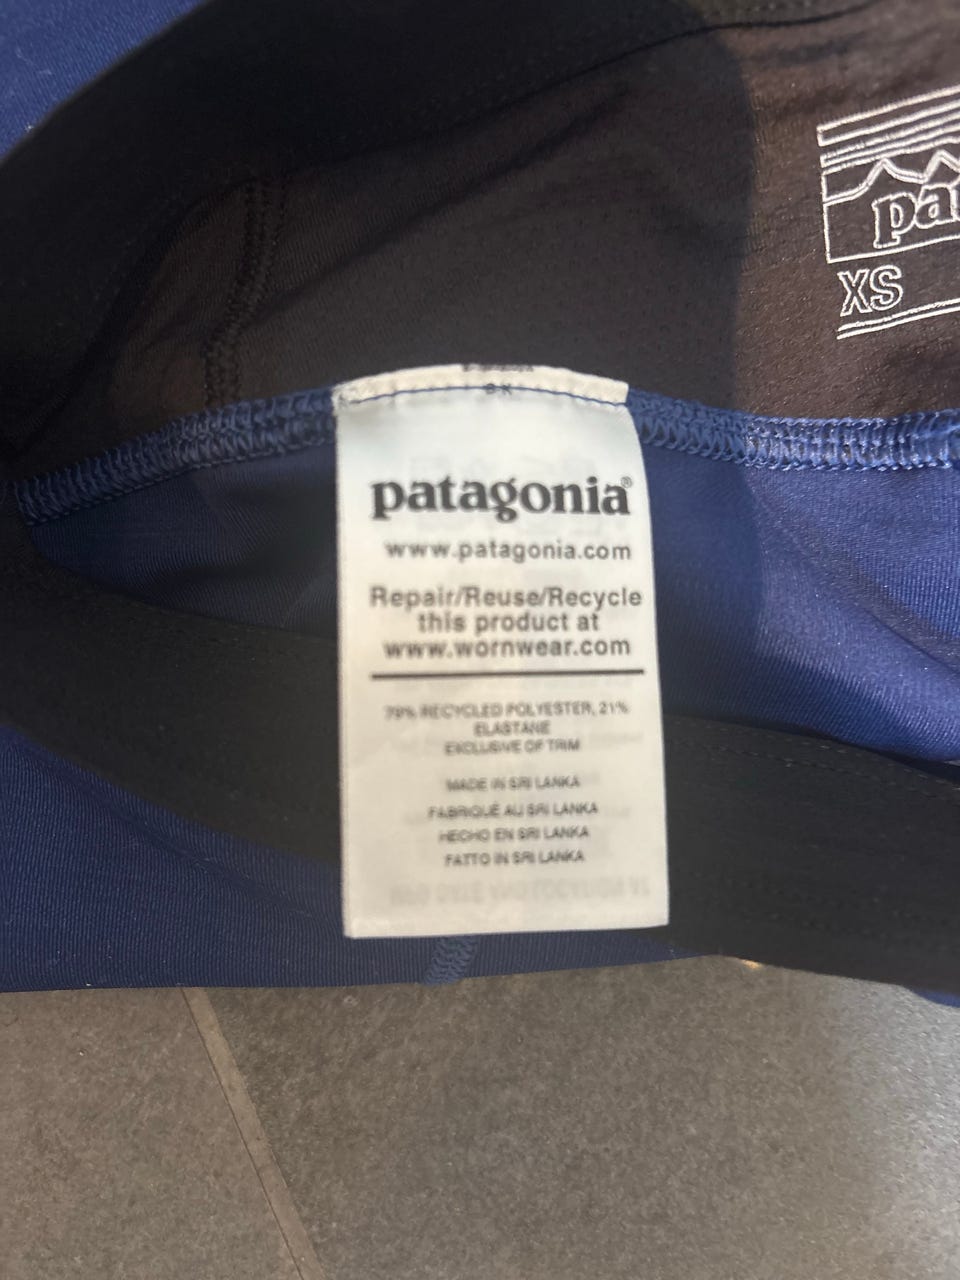 XS
patagonia®
www.patagonia.com
Repair/Reuse/Recycle
this product at
www.wornwear.com
79% RECYCLED POLYESTER, 21%
ELASTANE
EXCLUSIVE OF TRIM
MADE IN SRI LANKA
FABRIQUÉ AU SRI LANKA
HECHO EN SRI LANKA
FATTO IN SRI LANKA